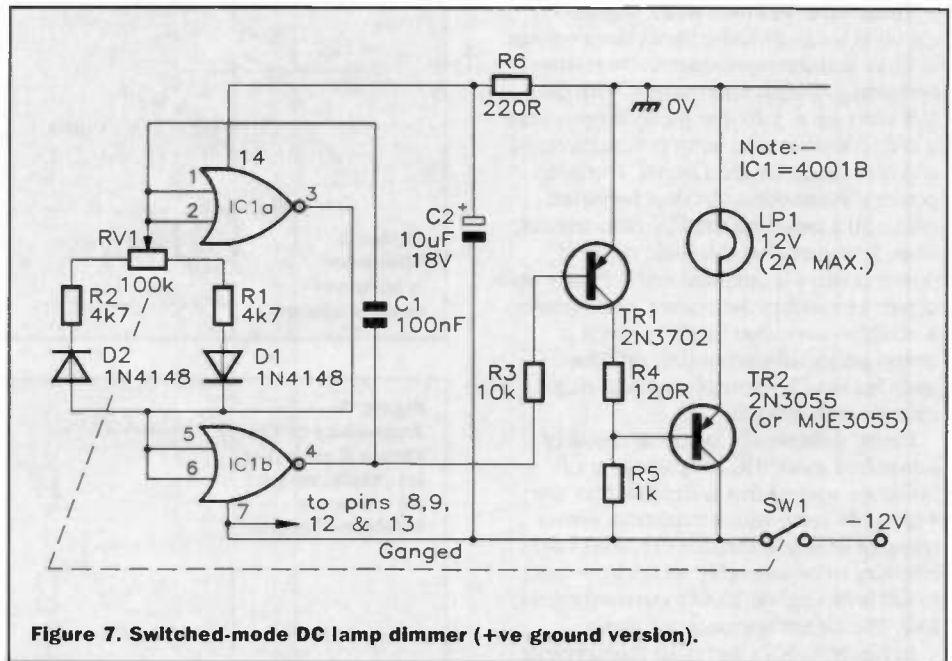 R6
220R
0V
Note:-
IC1=4001B
14
1
2
3
IC1a
RV1
100k
R2
4k7
R1
4k7
D2
1N4148
D1
1N4148
C1
100nF
C2
+
10uF
18V
LP1
12V
(2A MAX.)
TR1
2N3702
R3
10k
R4
120R
TR2
2N3055
(or MJE3055)
R5
1k
5
6
4
IC1b
7
to pins 8,9,
12 & 13
Ganged
SW1
-12V
Figure 7. Switched-mode DC lamp dimmer (+ve ground version).